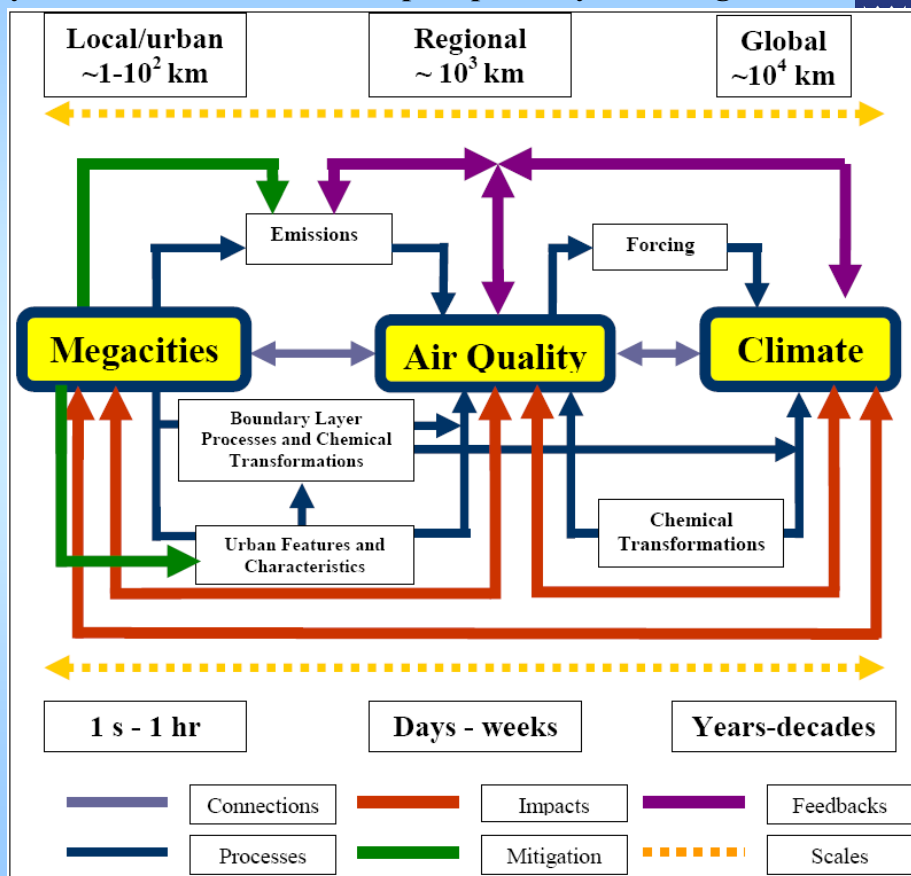 Local/urban
~1-10² km
Regional
~ 10³ km
Global
~10⁴ km
Emissions
Forcing
Megacities
Air Quality
Climate
Boundary Layer
Processes and Chemical
Transformations
Urban Features and
Characteristics
Chemical
Transformations
1 s - 1 hr
Days - weeks
Years-decades
Connections
Impacts
Feedbacks
Processes
Mitigation
Scales